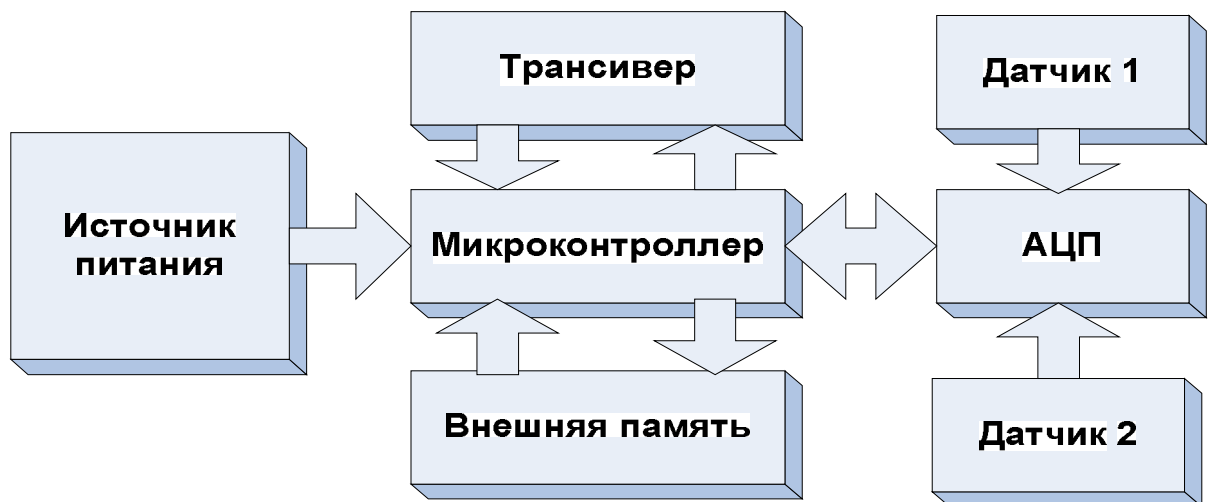 Трансивер
Датчик 1
Источник
питания
Микроконтроллер
АЦП
Внешняя память
Датчик 2